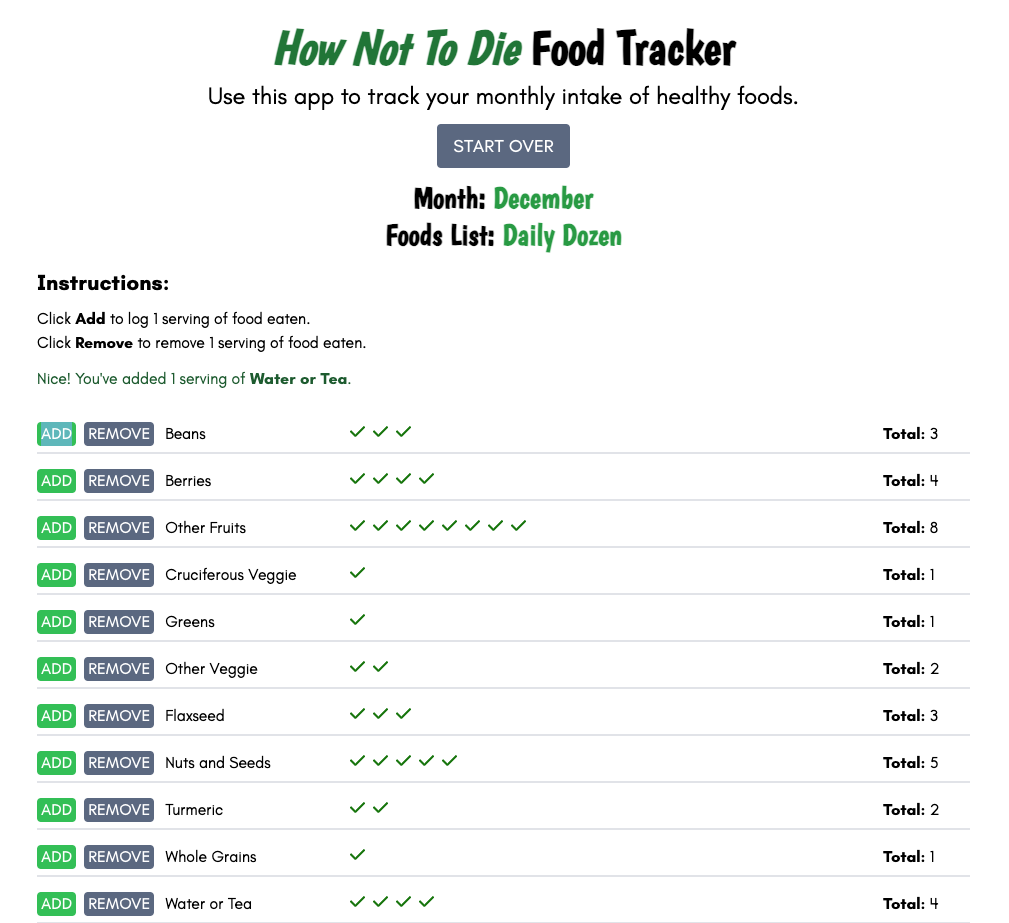 How Not To Die Food Tracker
Use this app to track your monthly intake of healthy foods.
START OVER
Month: December
Foods List: Daily Dozen
Instructions:
Click Add to log 1 serving of food eaten.
Click Remove to remove 1 serving of food eaten.
Nice! You've added 1 serving of Water or Tea.
ADD REMOVE Beans Total: 3
ADD REMOVE Berries Total: 4
ADD REMOVE Other Fruits Total: 8
ADD REMOVE Cruciferous Veggie Total: 1
ADD REMOVE Greens Total: 1
ADD REMOVE Other Veggie Total: 2
ADD REMOVE Flaxseed Total: 3
ADD REMOVE Nuts and Seeds Total: 5
ADD REMOVE Turmeric Total: 2
ADD REMOVE Whole Grains Total: 1
ADD REMOVE Water or Tea Total: 4